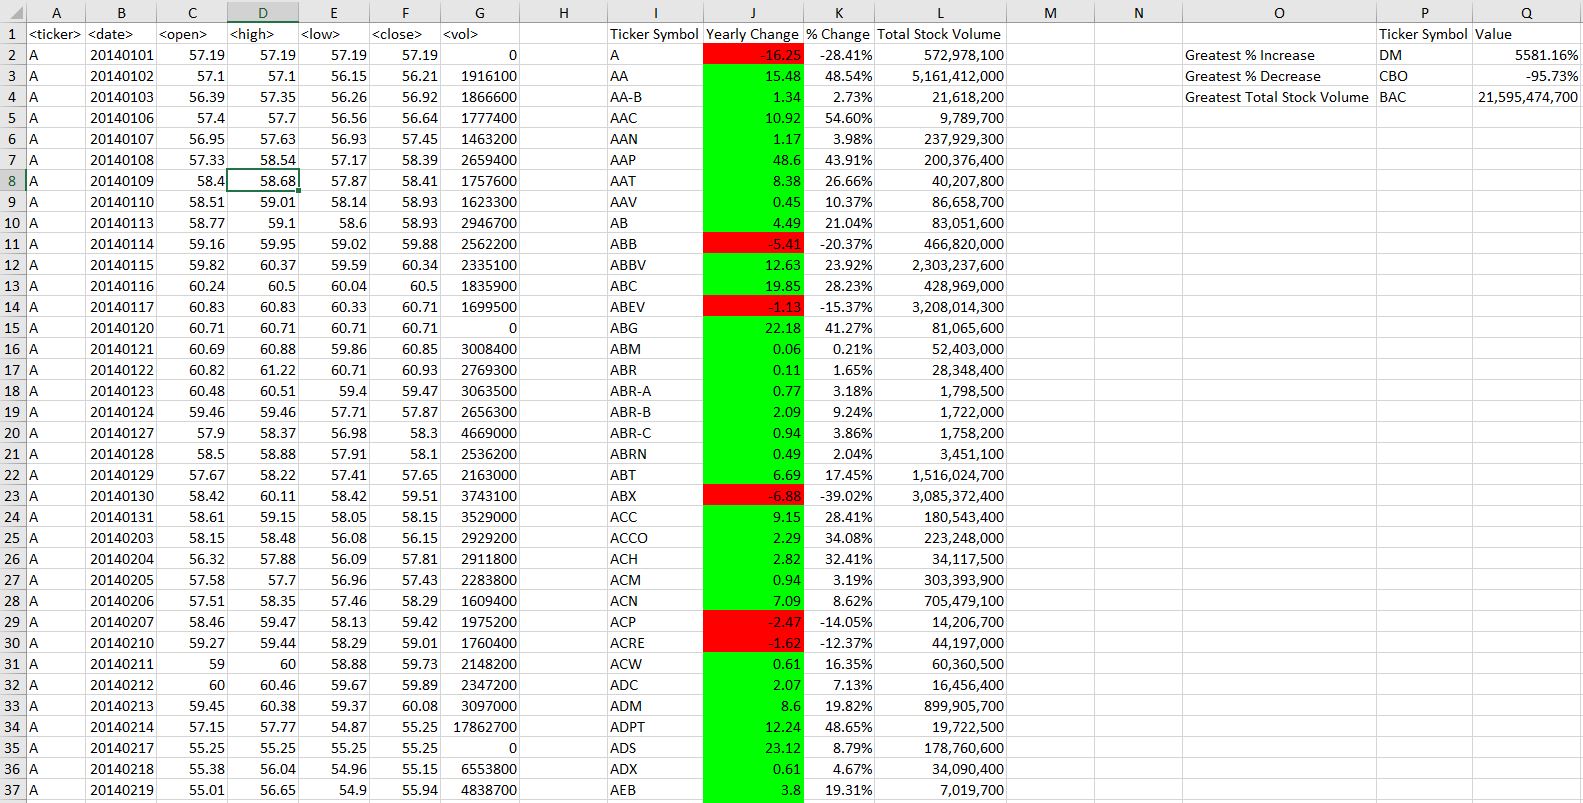 A B C D E F G H I J K L M N O P Q
1 <ticker> <date> <open> <high> <low> <close> <vol> Ticker Symbol Yearly Change % Change Total Stock Volume Ticker Symbol Value
2 A 20140101 57.19 57.19 57.19 57.19 0 A -16.25 -28.41% 572,978,100 Greatest % Increase DM 5581.16%
3 A 20140102 57.1 57.1 56.15 56.21 1916100 AA 15.48 48.54% 5,161,412,000 Greatest % Decrease CBO -95.73%
4 A 20140103 56.39 57.35 56.26 56.92 1866600 AA-B 1.34 2.73% 21,618,200 Greatest Total Stock Volume BAC 21,595,474,700
5 A 20140106 57.4 57.7 56.56 56.64 1777400 AAC 10.92 54.60% 9,789,700
6 A 20140107 56.95 57.63 56.93 57.45 1463200 AAN 1.17 3.98% 237,929,300
7 A 20140108 57.33 58.54 57.17 58.39 2659400 AAP 48.6 43.91% 200,376,400
8 A 20140109 58.4 58.68 57.87 58.41 1757600 AAT 8.38 26.66% 40,207,800
9 A 20140110 58.51 59.01 58.14 58.93 1623300 AAV 0.45 10.37% 86,658,700
10 A 20140113 58.77 59.1 58.6 58.93 2946700 AB 4.49 21.04% 83,051,600
11 A 20140114 59.16 59.95 59.02 59.88 2562200 ABB -5.41 -20.37% 466,820,000
12 A 20140115 59.82 60.37 59.59 60.34 2335100 ABBV 12.63 23.92% 2,303,237,600
13 A 20140116 60.24 60.5 60.04 60.5 1835900 ABC 19.85 28.23% 428,969,000
14 A 20140117 60.83 60.83 60.33 60.71 1699500 ABEV -1.13 -15.37% 3,208,014,300
15 A 20140120 60.71 60.71 60.71 60.71 0 ABG 22.18 41.27% 81,065,600
16 A 20140121 60.69 60.88 59.86 60.85 3008400 ABM 0.06 0.21% 52,403,000
17 A 20140122 60.82 61.22 60.71 60.93 2769300 ABR 0.11 1.65% 28,348,400
18 A 20140123 60.48 60.51 59.4 59.47 3063500 ABR-A 0.77 3.18% 1,798,500
19 A 20140124 59.46 59.46 57.71 57.87 2656300 ABR-B 2.09 9.24% 1,722,000
20 A 20140127 57.9 58.37 56.98 58.3 4669000 ABR-C 0.94 3.86% 1,758,200
21 A 20140128 58.5 58.88 57.91 58.1 2536200 ABRN 0.49 2.04% 3,451,100
22 A 20140129 57.67 58.22 57.41 57.65 2163000 ABT 6.69 17.45% 1,516,024,700
23 A 20140130 58.42 60.11 58.42 59.51 3743100 ABX -6.88 -39.02% 3,085,372,400
24 A 20140131 58.61 59.15 58.05 58.15 3529000 ACC 9.15 28.41% 180,543,400
25 A 20140203 58.15 58.48 56.08 56.15 2929200 ACCO 2.29 34.08% 223,248,000
26 A 20140204 56.32 57.88 56.09 57.81 2911800 ACH 2.82 32.41% 34,117,500
27 A 20140205 57.58 57.7 56.96 57.43 2283800 ACM 0.94 3.19% 303,393,900
28 A 20140206 57.51 58.35 57.46 58.29 1609400 ACN 7.09 8.62% 705,479,100
29 A 20140207 58.46 59.47 58.13 59.42 1975200 ACP -2.47 -14.05% 14,206,700
30 A 20140210 59.27 59.44 58.29 59.01 1760400 ACRE -1.62 -12.37% 44,197,000
31 A 20140211 59 60 58.88 59.73 2148200 ACW 0.61 16.35% 60,360,500
32 A 20140212 60 60.46 59.67 59.89 2347200 ADC 2.07 7.13% 16,456,400
33 A 20140213 59.45 60.38 59.37 60.08 3097000 ADM 8.6 19.82% 899,905,700
34 A 20140214 57.15 57.77 54.87 55.25 17862700 ADPT 12.24 48.65% 19,722,500
35 A 20140217 55.25 55.25 55.25 55.25 0 ADS 23.12 8.79% 178,760,600
36 A 20140218 55.38 56.04 54.96 55.15 6553800 ADX 0.61 4.67% 34,090,400
37 A 20140219 55.01 56.65 54.9 55.94 4838700 AEB 3.8 19.31% 7,019,700